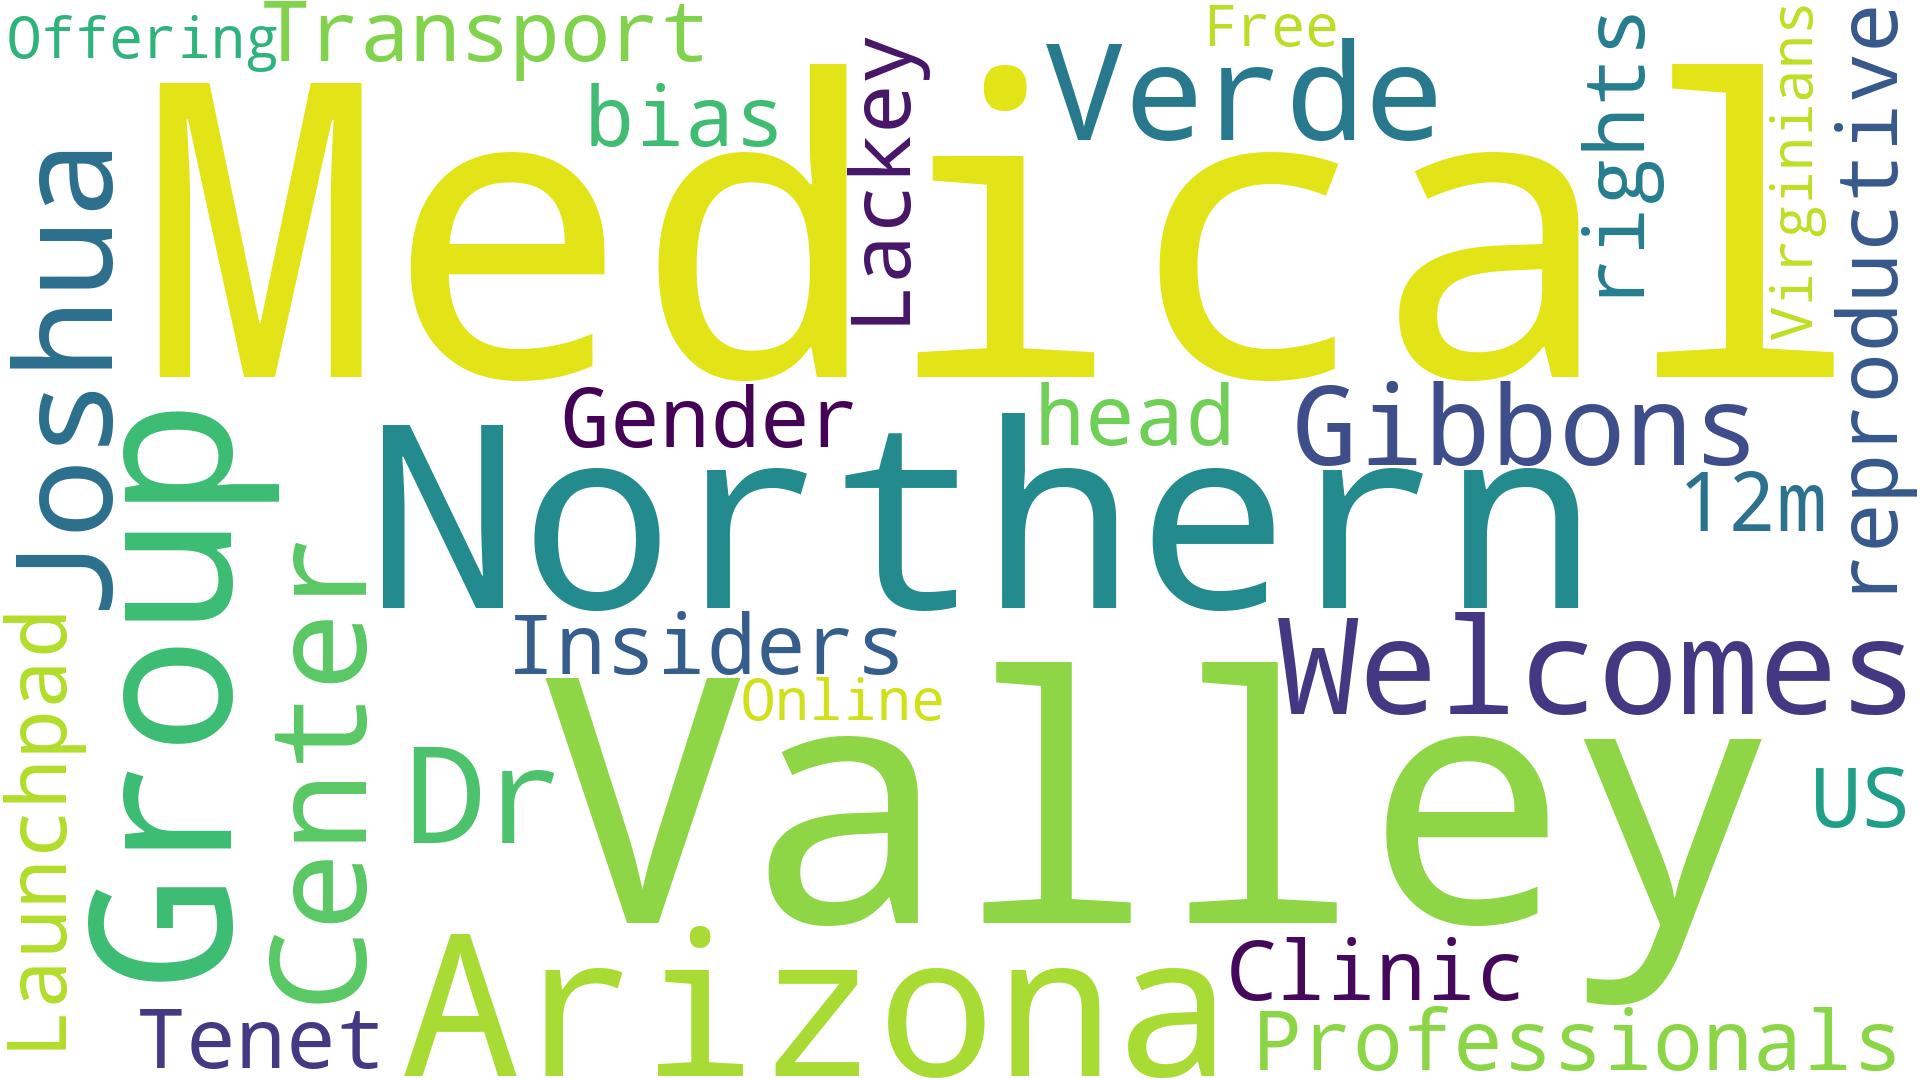 Offering
Transport
Free
Verde
bias
Medical
Lackey
rights
Virginians
reproductive
Joshua
Gender
head
Gibbons
Northern
12m
Group
Center
Insiders
Welcomes
Online
Valley
Dr
US
Launchpad
Arizona
Clinic
Tenet
Professionals